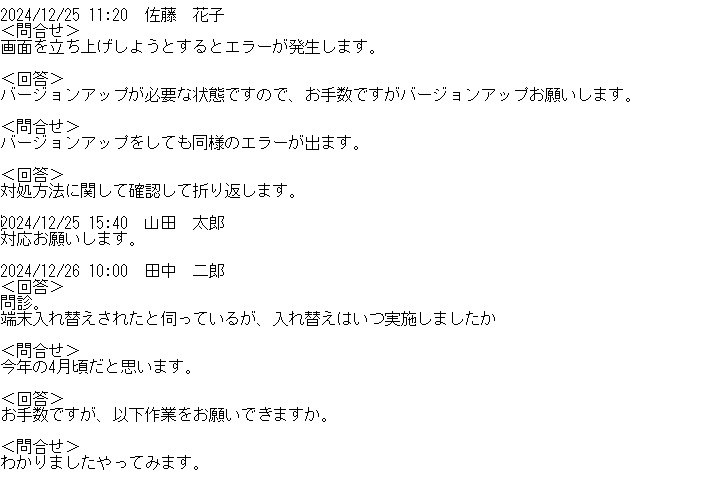 2024/12/25 11:20　佐藤　花子
＜問合せ＞
画面を立ち上げしようとするとエラーが発生します。
＜回答＞
バージョンアップが必要な状態ですので、お手数ですがバージョンアップお願いします。
＜問合せ＞
バージョンアップをしても同様のエラーが出ます。
＜回答＞
対処方法に関して確認して折り返します。
2024/12/25 15:40　山田　太郎
対応お願いします。
2024/12/26 10:00　田中　二郎
＜回答＞
問診。
端末入れ替えされたと伺っているが、入れ替えはいつ実施しましたか
＜問合せ＞
今年の4月頃だと思います。
＜回答＞
お手数ですが、以下作業をお願いできますか。
＜問合せ＞
わかりましたやってみます。